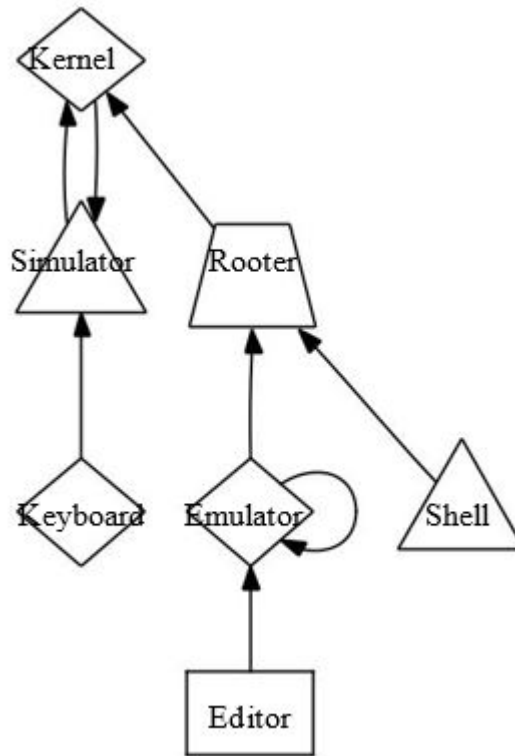 Kernel
Simulator
Rooter
Keyboard
Emulator
Shell
Editor